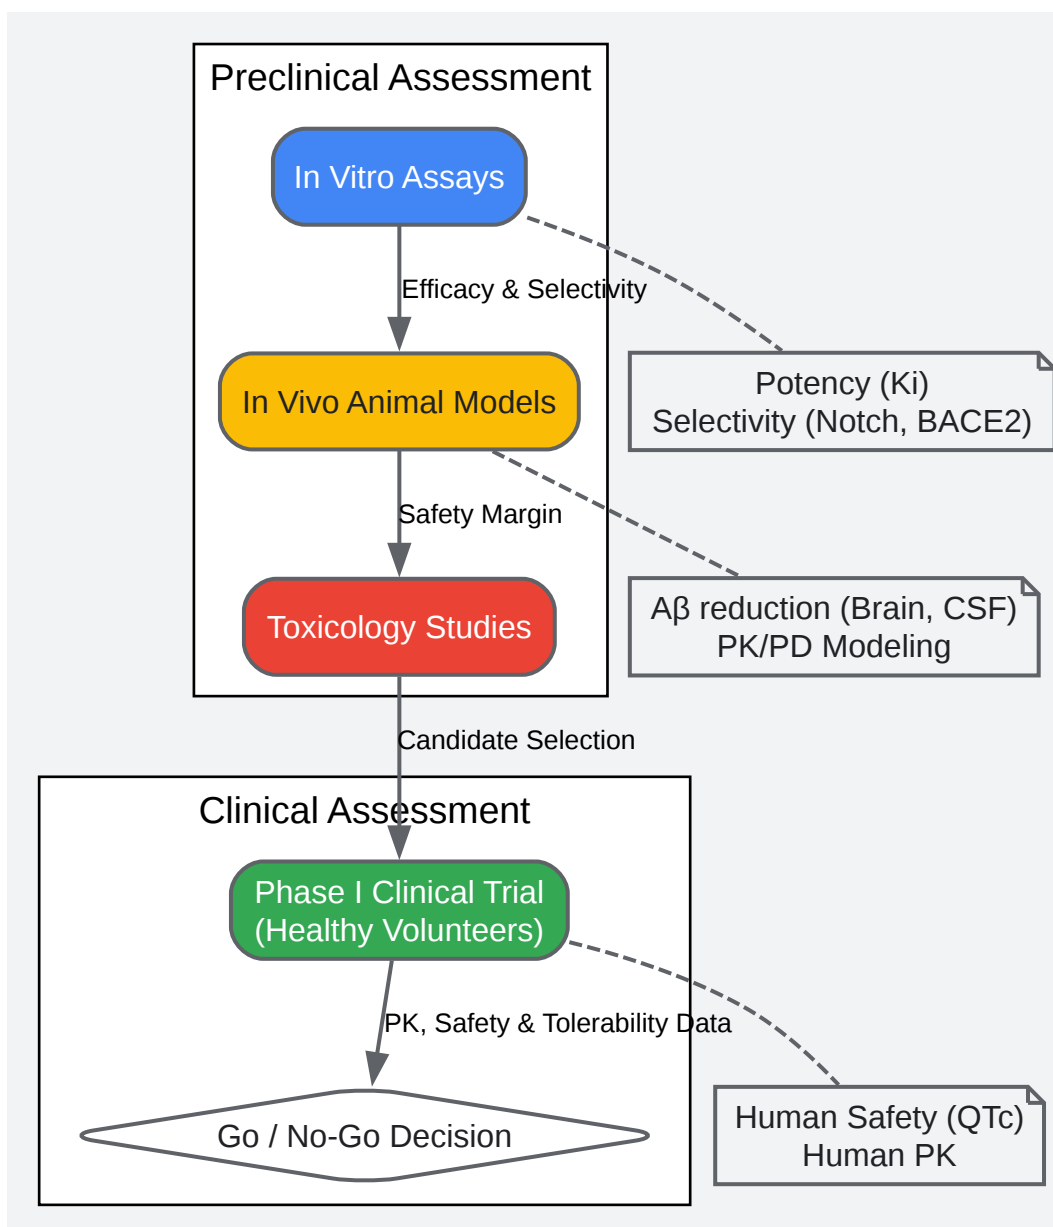 Preclinical Assessment
In Vitro Assays
Efficacy & Selectivity
In Vivo Animal Models
Potency (Ki)
Selectivity (Notch, BACE2)
Safety Margin
Toxicology Studies
Aβ reduction (Brain, CSF)
PK/PD Modeling
Candidate Selection
Clinical Assessment
Phase I Clinical Trial
(Healthy Volunteers)
PK, Safety & Tolerability Data
Go / No-Go Decision
Human Safety (QTc)
Human PK